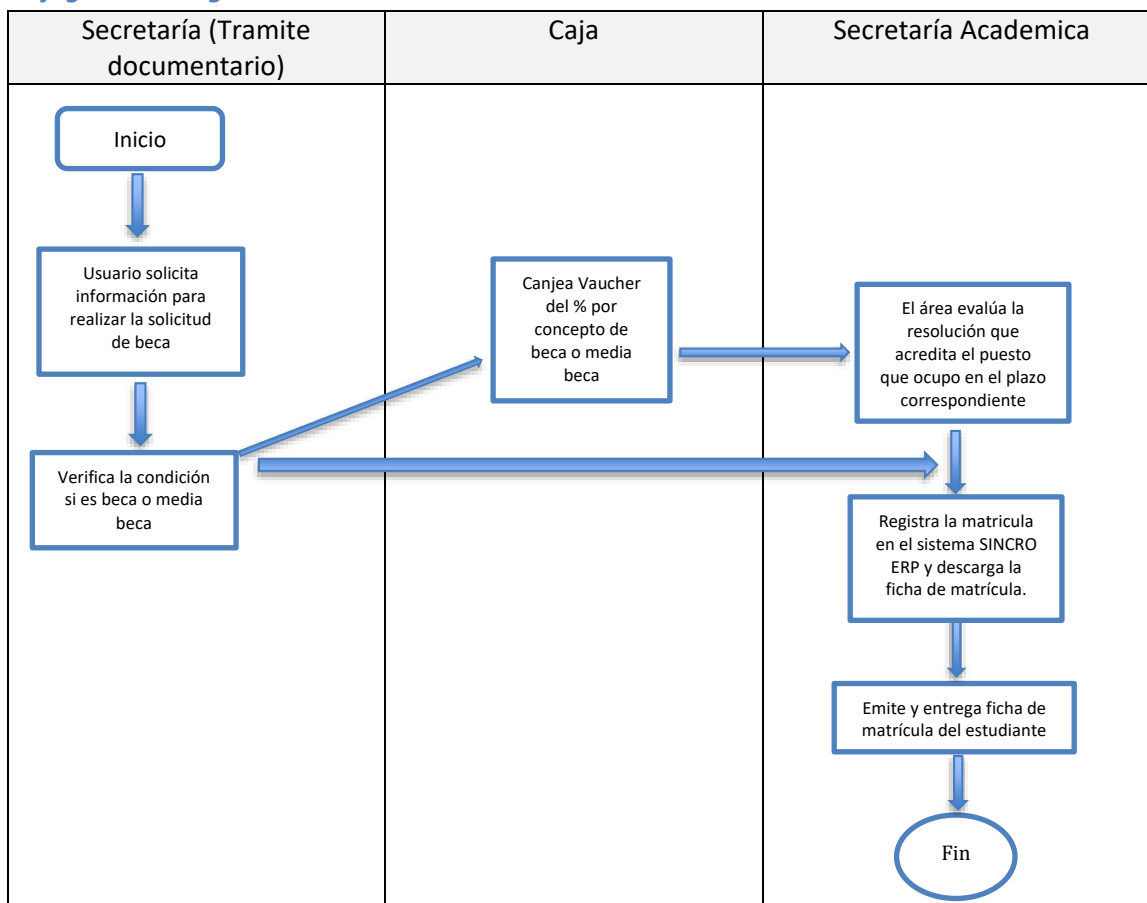 Secretaría (Tramite
documentario)
Caja
Secretaría Academica
Inicio
Usuario solicita
información para
realizar la solicitud
de beca
Verifica la condición
si es beca o media
beca
Canjea Vaucher
del % por
concepto de
beca o media
beca
El área evalúa la
resolución que
acredita el puesto
que ocupo en el plazo
correspondiente
Registra la matricula
en el sistema SINCRO
ERP y descarga la
ficha de matrícula.
Emite y entrega ficha de
matrícula del estudiante
Fin